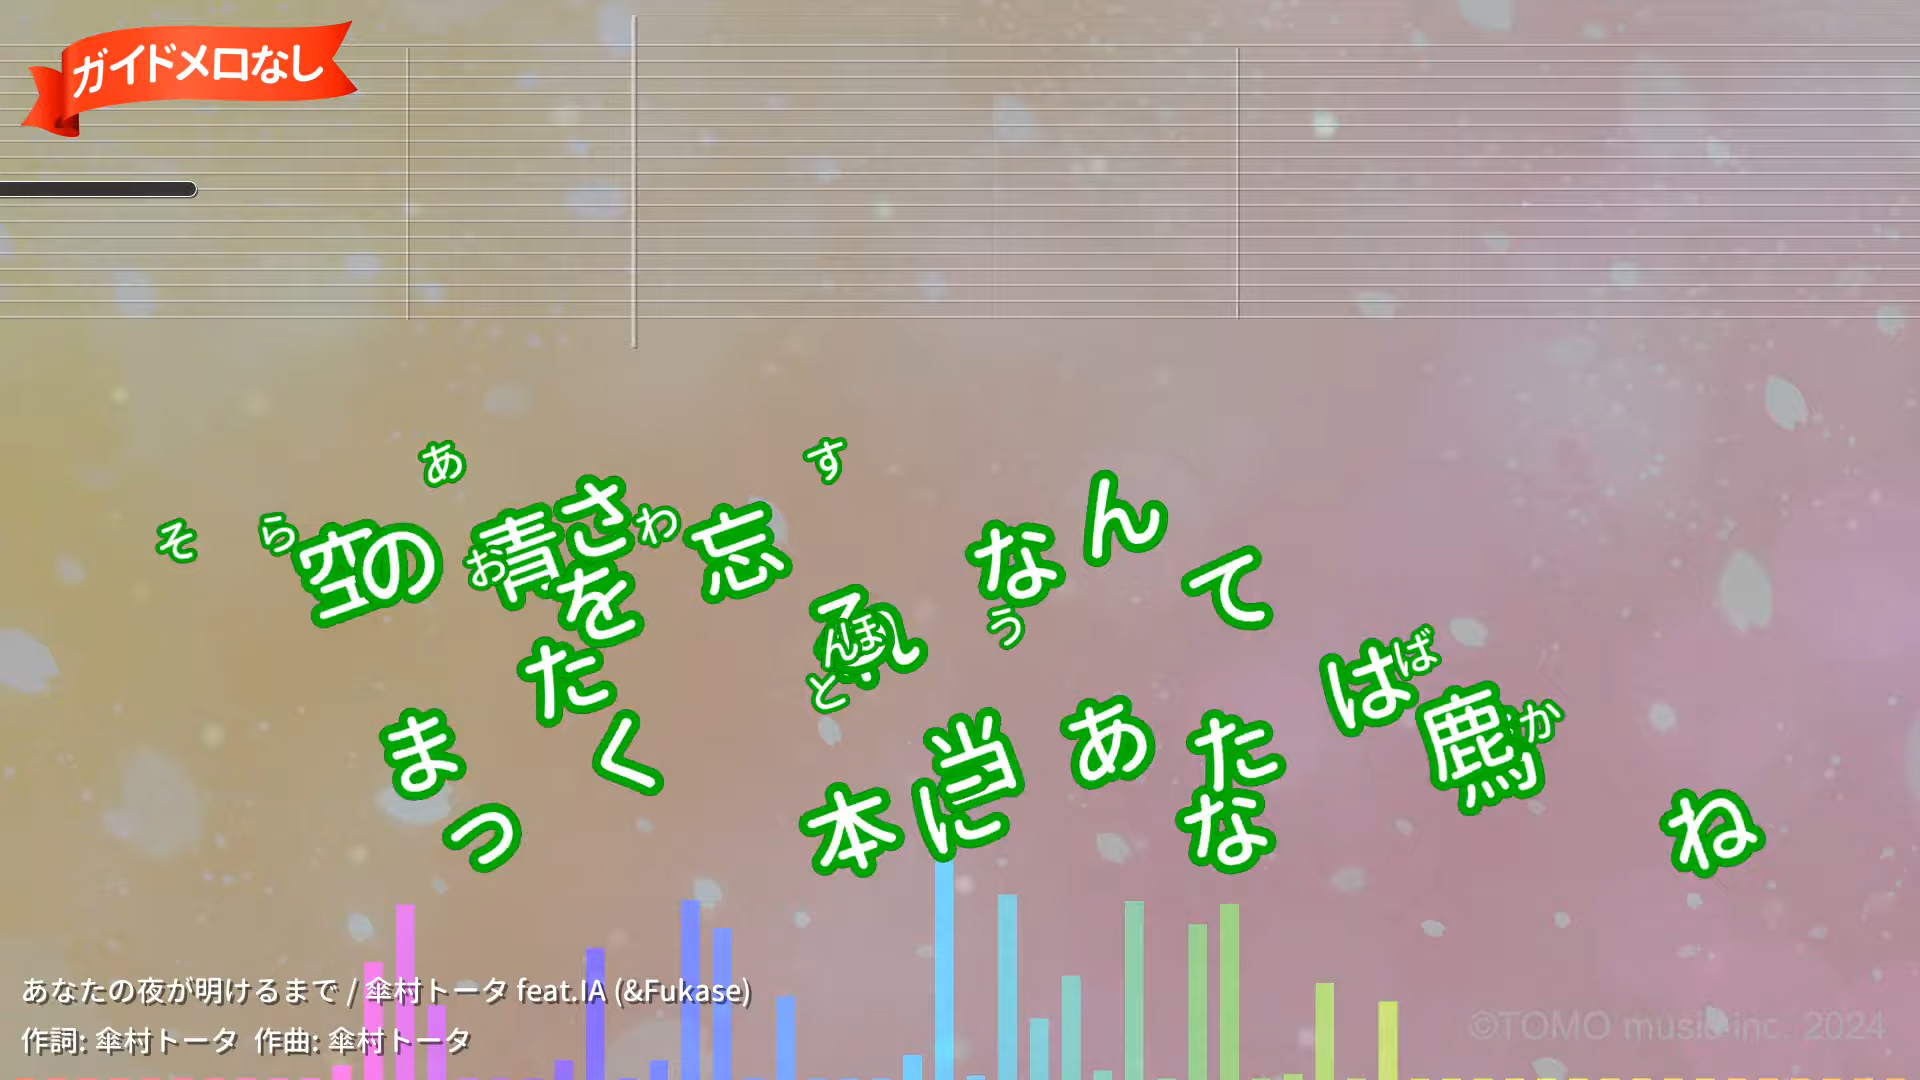 ガイドメロなし
空の青さを忘れるなんて
まったく本当にあなたは馬鹿ね
あなたの夜が明けるまで / 傘村トータ feat.IA (&Fukase)
作詞: 傘村トータ 作曲: 傘村トータ
©TOMO music inc. 2024